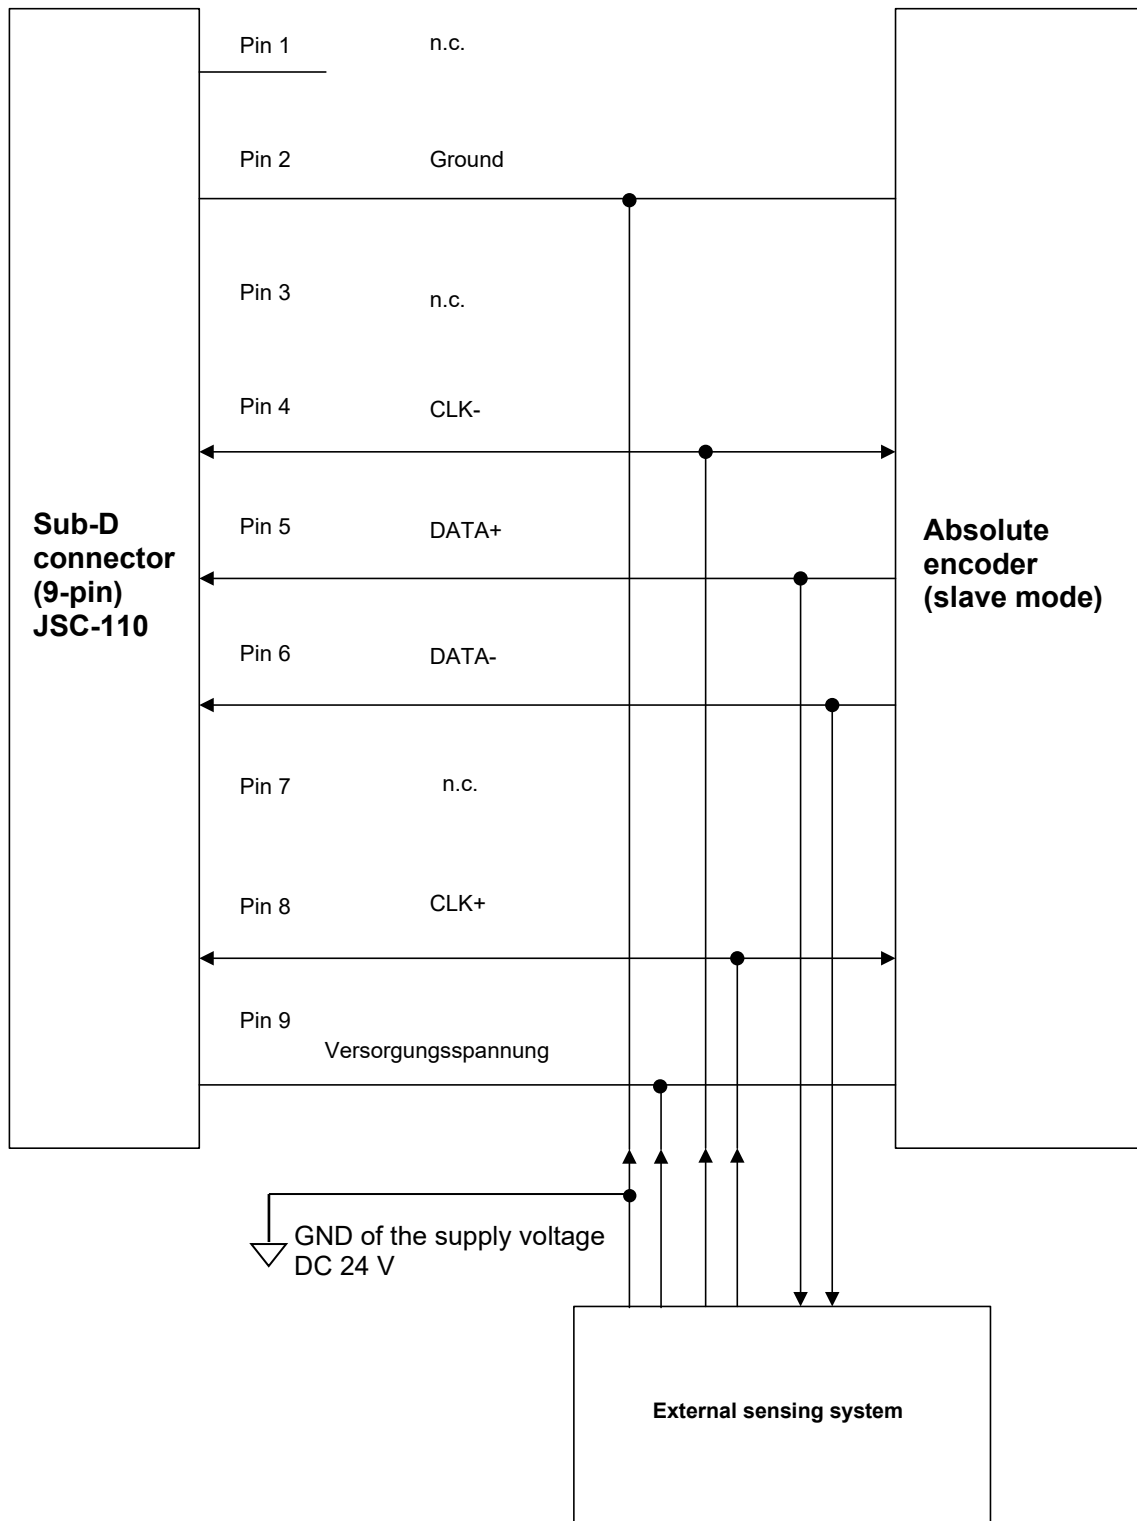 Pin 1
n.c.
Pin 2
Ground
Pin 3
n.c.
Pin 4
CLK-
Sub-D
connector
(9-pin)
JSC-110
Pin 5
DATA+
Absolute
encoder
(slave mode)
Pin 6
DATA-
Pin 7
n.c.
Pin 8
CLK+
Pin 9
Versorgungsspannung
GND of the supply voltage
DC 24 V
External sensing system